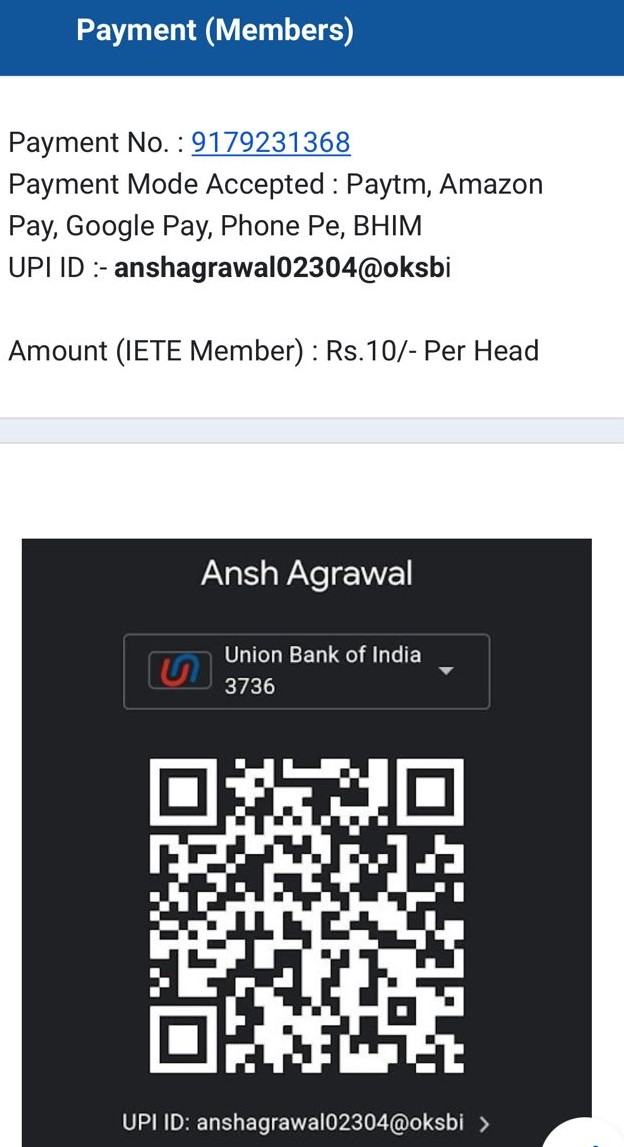 Payment (Members)
Payment No. : 9179231368
Payment Mode Accepted : Paytm, Amazon
Pay, Google Pay, Phone Pe, BHIM
UPI ID :- anshagrawal02304@oksbi
Amount (IETE Member) : Rs.10/- Per Head
Ansh Agrawal
Union Bank of India
3736
UPI ID: anshagrawal02304@oksbi